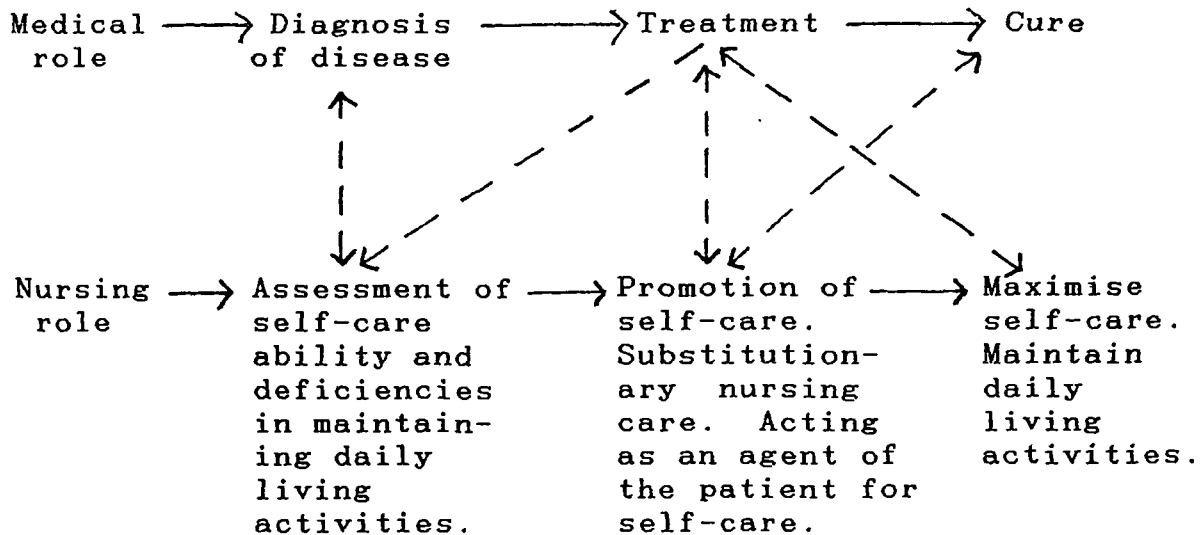 Medical role
Diagnosis of disease
Treatment
Cure
Nursing role
Assessment of
self-care
ability and
deficiencies
in maintain-
ing daily
living
activities.
Promotion of
self-care.
Substitution-
ary nursing
care. Acting
as an agent of
the patient for
self-care.
Maximise
self-care.
Maintain
daily
living
activities.